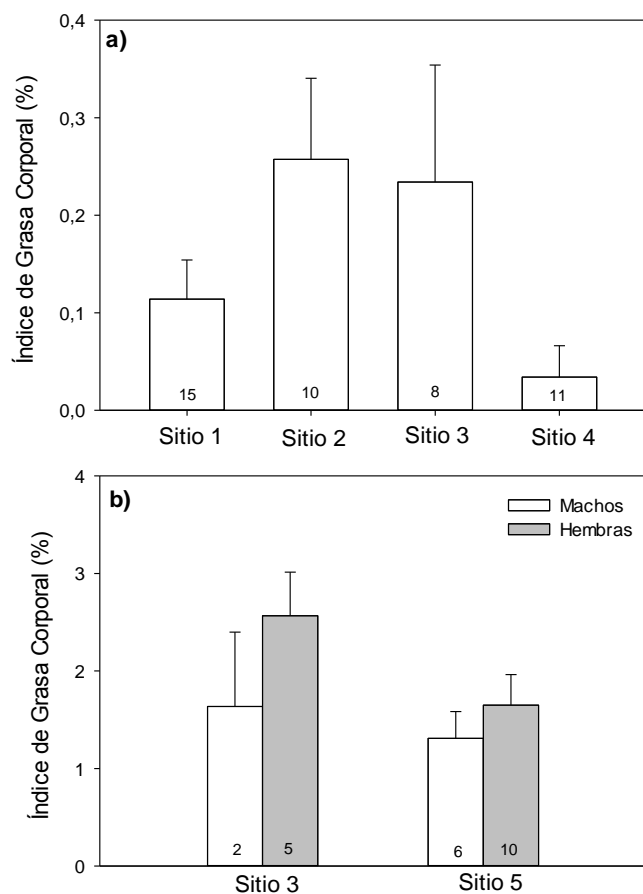 a)
Índice de Grasa Corporal (%)
0,4
0,3
0,2
0,1
0,0
15
10
8
11
Sitio 1
Sitio 2
Sitio 3
Sitio 4
b)
Machos
Hembras
Índice de Grasa Corporal (%)
4
3
2
1
0
2
5
6
10
Sitio 3
Sitio 5